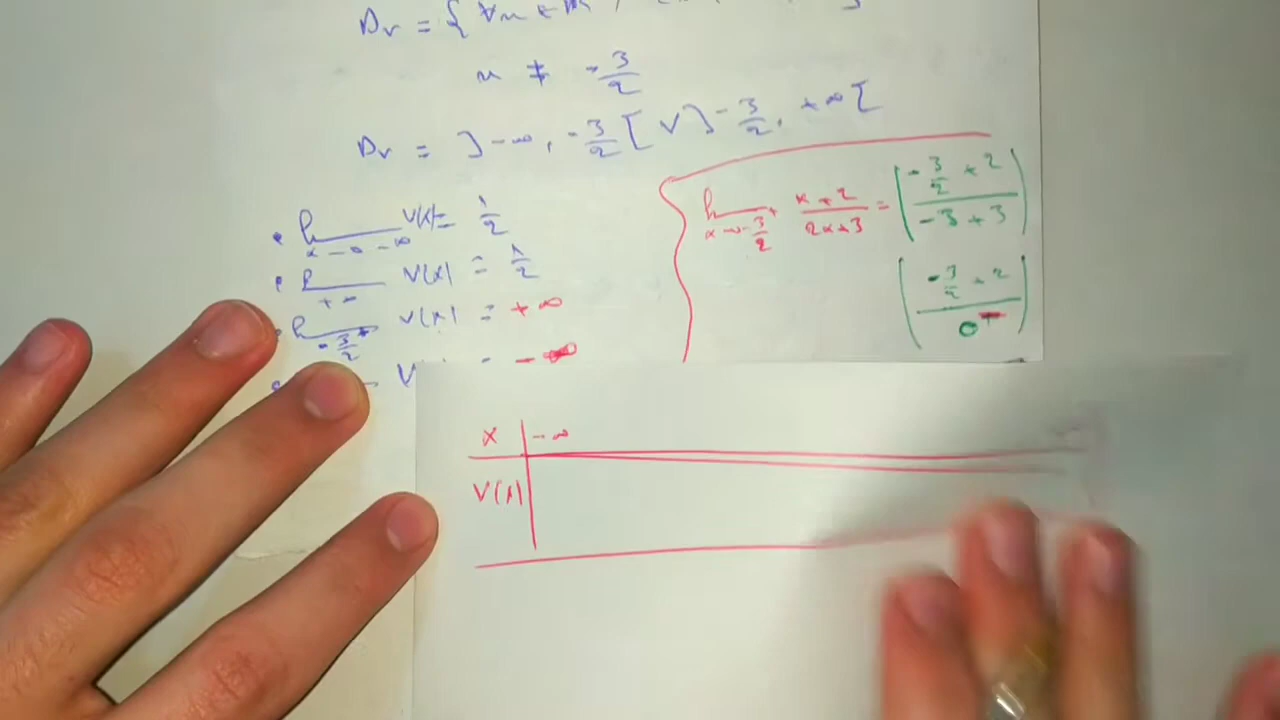 Dv = {
x ≠ -3/2
Dv = ]-∞, -3/2[ ∪ ]-3/2, +∞[
• lim x→-∞ V(x) = 1/2
• lim +∞ V(x) = 1/2
lim -3/2+ V(x) = +∞
V = -∞
lim x→-3/2+ x+2/2x+3 = (-3/2+2/-3+3)
(-3/2+2/0+)
x -∞
V(x)